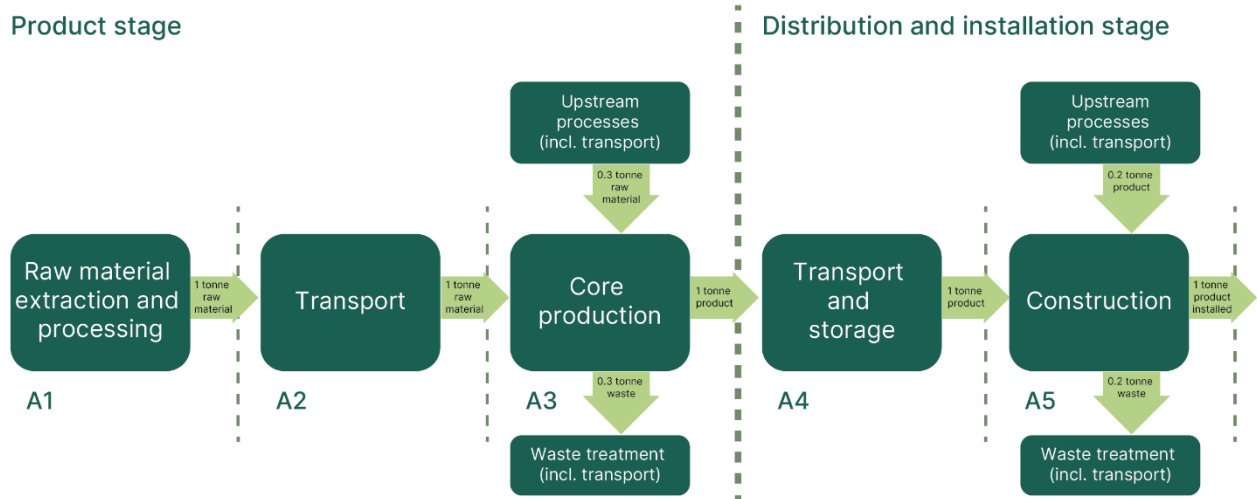 Product stage
Distribution and installation stage
Upstream
processes
(incl. transport)
Upstream
processes
(incl. transport)
0.3 tonne
raw
material
0.2 tonne
product
Raw material
extraction and
processing
1 tonne
raw
material
Transport
1 tonne
raw
material
Core
production
1 tonne
product
Transport
and
storage
1 tonne
product
Construction
1 tonne
product
installed
A1
A2
A3
0.3 tonne
waste
A4
A5
0.2 tonne
waste
Waste treatment
(incl. transport)
Waste treatment
(incl. transport)